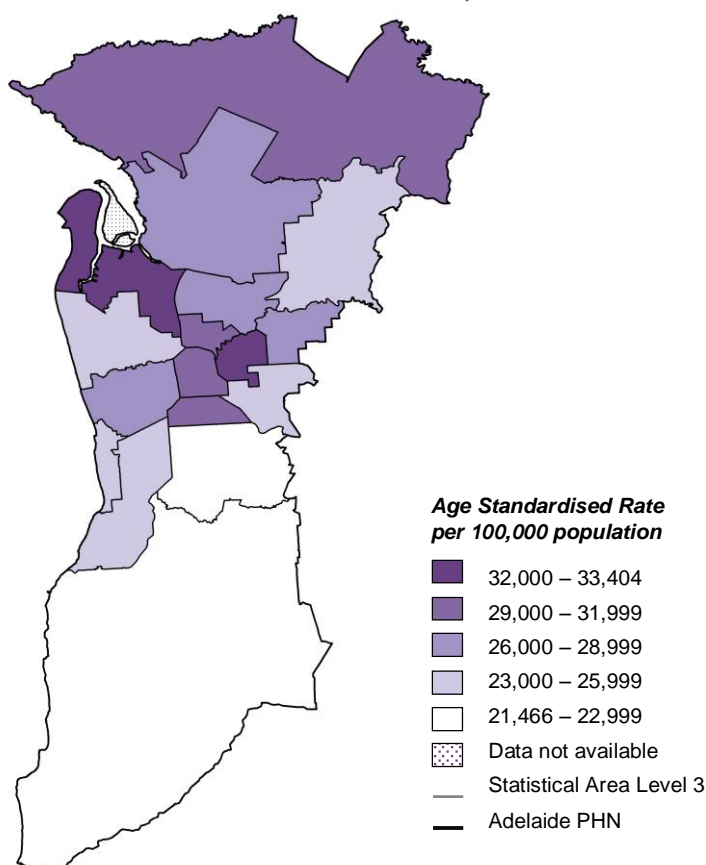 Age Standardised Rate
per 100,000 population
32,000 – 33,404
29,000 – 31,999
26,000 – 28,999
23,000 – 25,999
21,466 – 22,999
Data not available
Statistical Area Level 3
Adelaide PHN